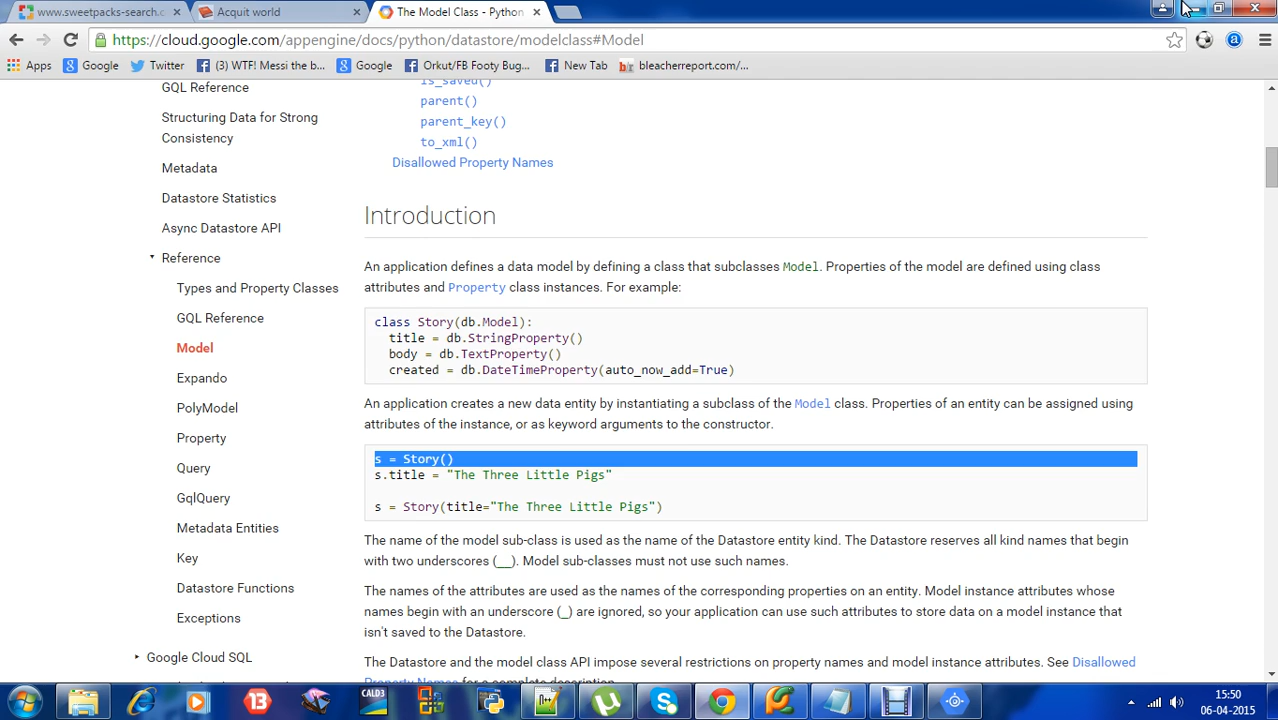 www.sweetpacks-search.c
Acquit world
The Model Class - Python
https://cloud.google.com/appengine/docs/python/datastore/modelclass#Model
Apps
Google
Twitter
(3) WTF! Messi the b...
Google
Orkut/FB Footy Bug...
New Tab
bleacherreport.com/...
GQL Reference
Structuring Data for Strong
Consistency
Metadata
Datastore Statistics
Async Datastore API
Reference
Types and Property Classes
GQL Reference
Model
Expando
PolyModel
Property
Query
GqlQuery
Metadata Entities
Key
Datastore Functions
Exceptions
Google Cloud SQL
is_saved()
parent()
parent_key()
to_xml()
Disallowed Property Names
Introduction
An application defines a data model by defining a class that subclasses Model. Properties of the model are defined using class
attributes and Property class instances. For example:
class Story(db.Model):
title = db.StringProperty()
body = db.TextProperty()
created = db.DateTimeProperty(auto_now_add=True)
An application creates a new data entity by instantiating a subclass of the Model class. Properties of an entity can be assigned using
attributes of the instance, or as keyword arguments to the constructor.
s = Story()
s.title = "The Three Little Pigs"
s = Story(title="The Three Little Pigs")
The name of the model sub-class is used as the name of the Datastore entity kind. The Datastore reserves all kind names that begin
with two underscores (__). Model sub-classes must not use such names.
The names of the attributes are used as the names of the corresponding properties on an entity. Model instance attributes whose
names begin with an underscore (_) are ignored, so your application can use such attributes to store data on a model instance that
isn't saved to the Datastore.
The Datastore and the model class API impose several restrictions on property names and model instance attributes. See Disallowed
Property Names for a complete description.
13
CALD3
15:50
06-04-2015